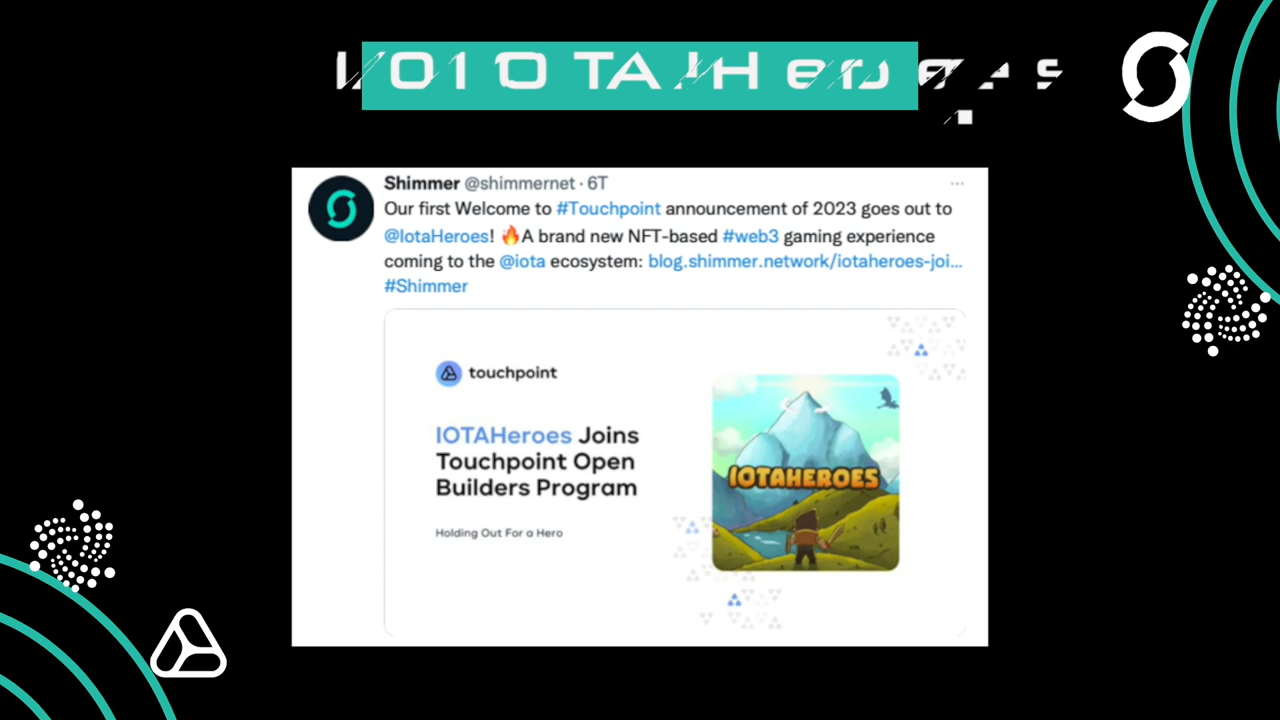 Shimmer @shimmernet · 6T
Our first Welcome to #Touchpoint announcement of 2023 goes out to
@IotaHeroes! 🔥A brand new NFT-based #web3 gaming experience
coming to the @iota ecosystem: blog.shimmer.network/iotaheroes-joi...
#Shimmer
touchpoint
IOTAHeroes Joins
Touchpoint Open
Builders Program
Holding Out For a Hero
IOTAHEROES